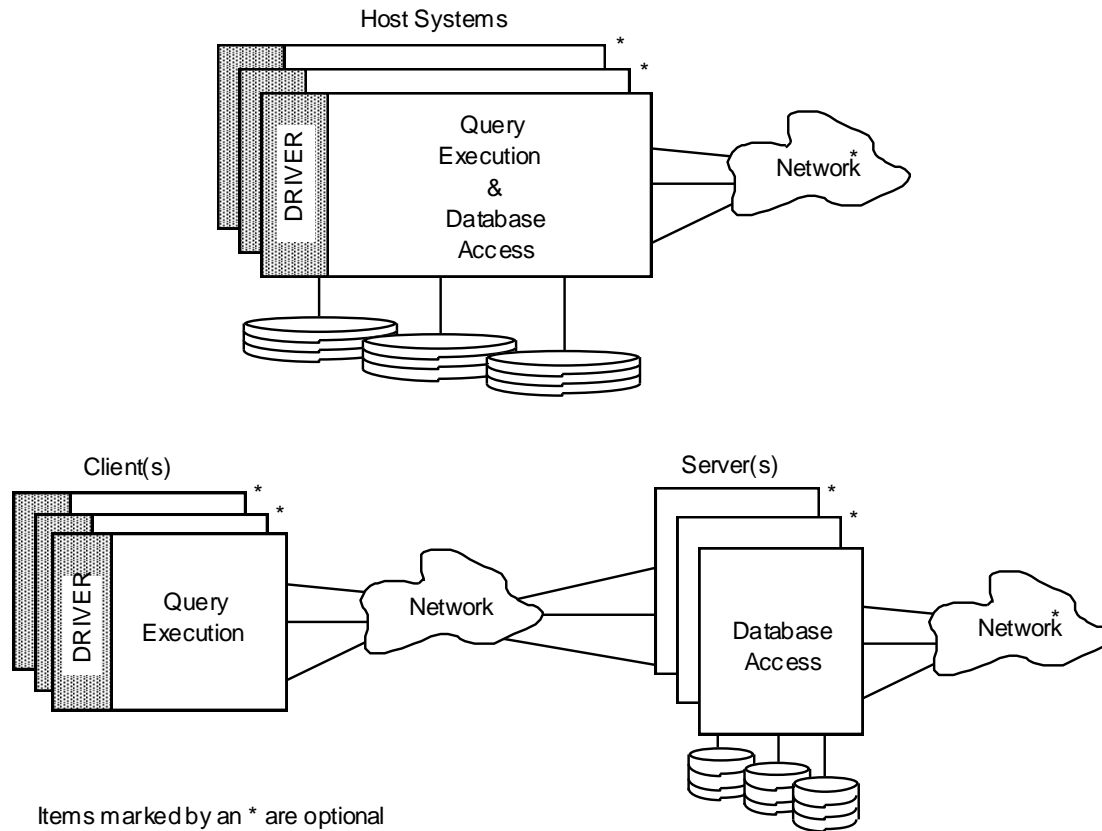 Host Systems
*
*
DRIVER
Query
Execution
&
Database
Access
Network*
Client(s)
*
*
DRIVER
Query
Execution
Network
Server(s)
*
*
Database
Access
Network*
Items marked by an * are optional